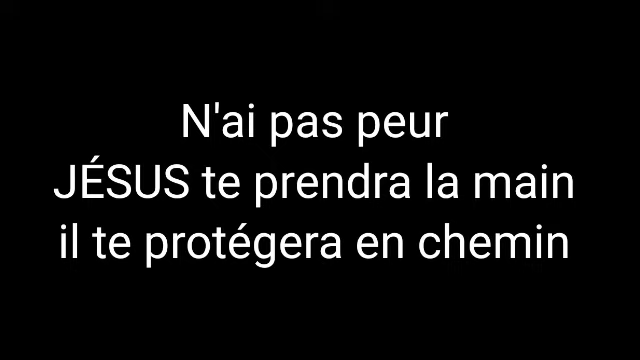 N'ai pas peur
JÉSUS te prendra la main
il te protégera en chemin